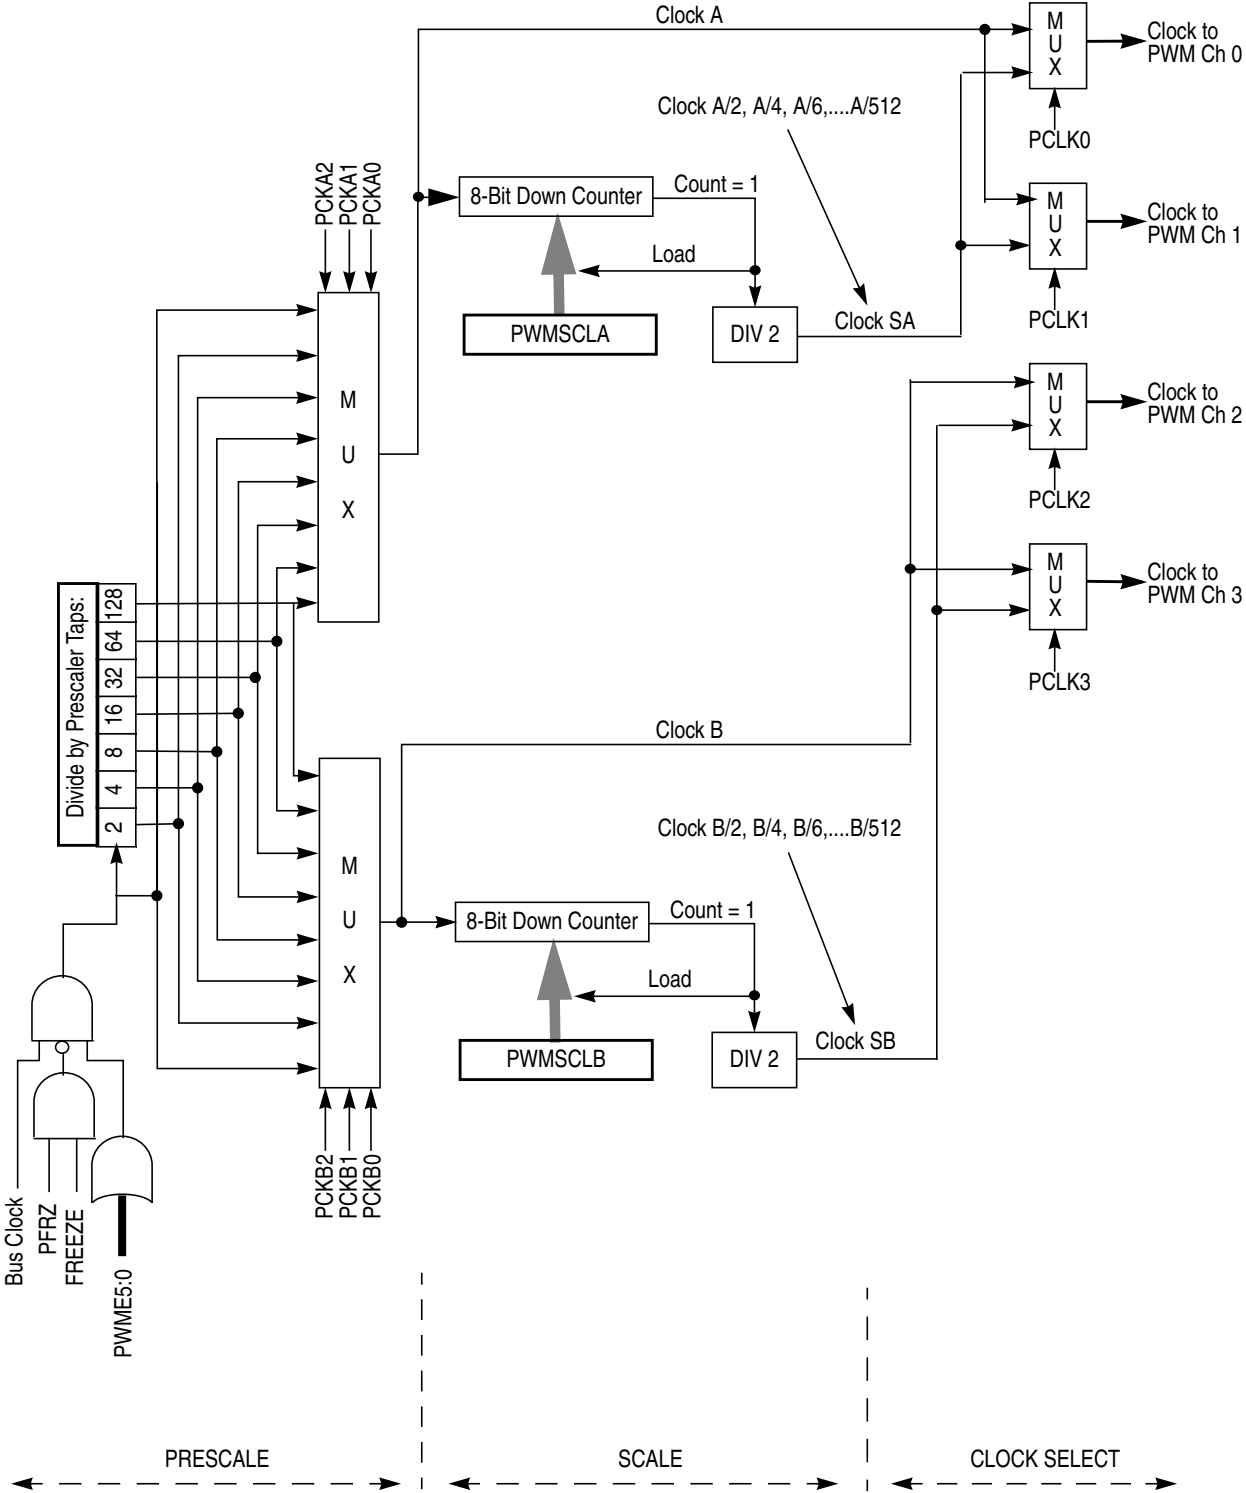 Clock A
M
U
X
Clock to
PWM Ch 0
PCLK0
Clock A/2, A/4, A/6,....A/512
PCKA2
PCKA1
PCKA0
8-Bit Down Counter
Count = 1
Load
PWMSCLA
DIV 2
Clock SA
M
U
X
Clock to
PWM Ch 1
PCLK1
M
U
X
M
U
X
Clock to
PWM Ch 2
PCLK2
M
U
X
Clock to
PWM Ch 3
PCLK3
Divide by Prescaler Taps:
128
64
32
16
8
4
2
Clock B
Clock B/2, B/4, B/6,....B/512
M
U
X
8-Bit Down Counter
Count = 1
Load
PWMSCLB
DIV 2
Clock SB
PCKB2
PCKB1
PCKB0
Bus Clock
PFRZ
FREEZE
PWME5:0
PRESCALE
SCALE
CLOCK SELECT